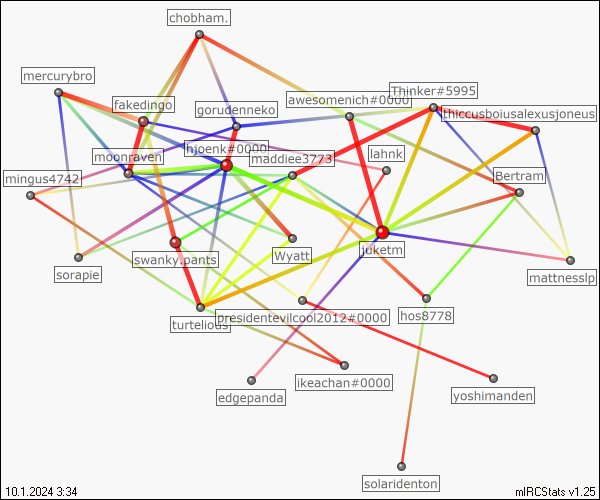 chobham.
mercurybro
Thinker#5995
awesomenich#0000
fakedingo
gorudenneko
thiccusboiusalexusjoneus
hjoenk#0000
moonraven
maddiee3773
lahnk
mingus4742
Bertram
juketm
Wyatt
swanky.pants
sorapie
mattnesslp
hos8778
presidentevilcool2012#0000
turtelious
ikeachan#0000
edgepanda
yoshimanden
solaridenton
10.1.2024 3:34
mIRCStats v1.25